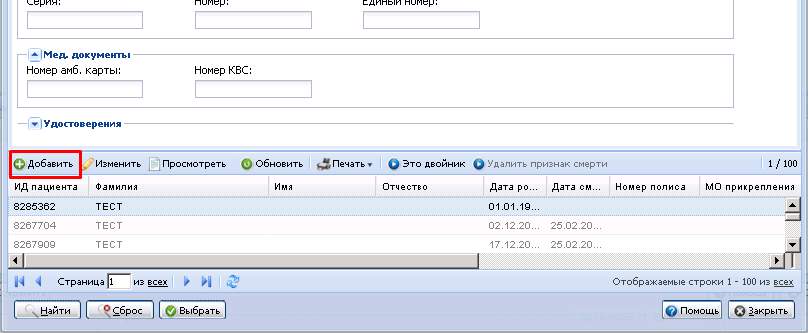 Серия: Номер: Единый номер:
Мед. документы
Номер амб. карты: Номер КВС:
Удостоверения
Добавить Изменить Просмотреть Обновить Печать Это двойник Удалить признак смерти 1 / 100
ИД пациента Фамилия Имя Отчество Дата ро... Дата см... Номер полиса МО прикрепления
8285362 ТЕСТ 01.01.19...
8267704 ТЕСТ 02.12.20... 25.02.20...
8267909 ТЕСТ 17.12.20... 25.02.20...
Страница 1 из всех Отображаемые строки 1 - 100 из всех
Найти Сброс Выбрать Помощь Закрыть